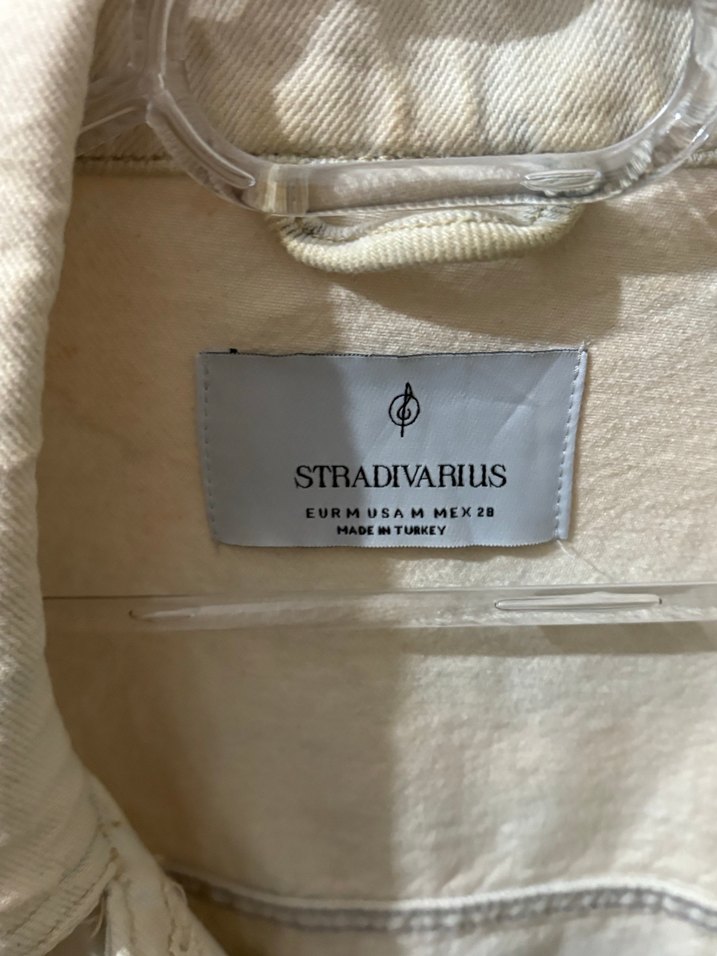 STRADIVARIUS
EUR M USA M MEX 28
MADE IN TURKEY